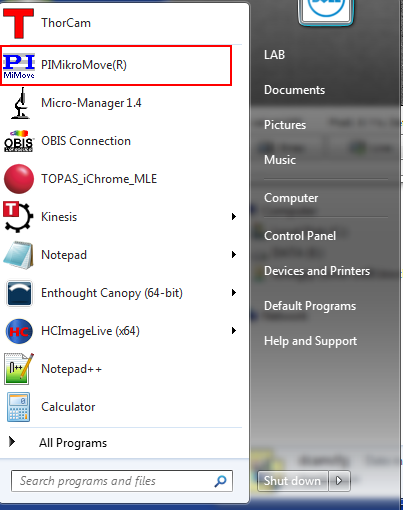 ThorCam
PI
MiMove
PIMikroMove(R)
Micro-Manager 1.4
OBIS
OBIS Connection
TOPAS_iChrome_MLE
Kinesis
Notepad
Enthought Canopy (64-bit)
HC
HCImageLive (x64)
Notepad++
Calculator
All Programs
Search programs and files
DELL
LAB
Documents
Pictures
Music
Computer
Control Panel
Devices and Printers
Default Programs
Help and Support
Shut down